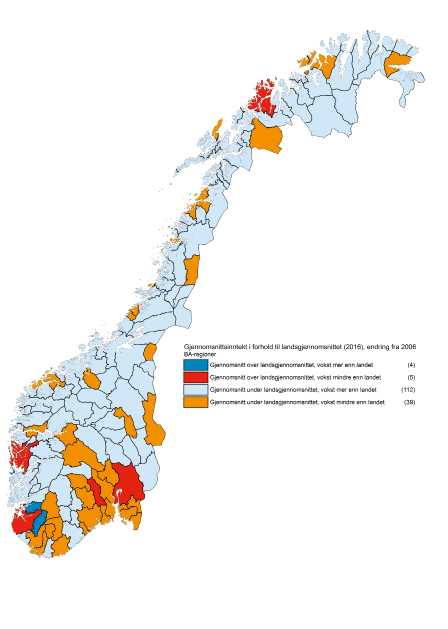 Gjennomsnittsinntekt i forhold til landsgjennomsnittet (2016), endring fra 2006
BA-regioner
Gjennomsnitt over landsgjennomsnittet, vokst mer enn landet (4)
Gjennomsnitt over landsgjennomsnittet, vokst mindre enn landet (5)
Gjennomsnitt under landsgjennomsnittet, vokst mer enn landet (112)
Gjennomsnitt under landsgjennomsnittet, vokst mindre enn landet (39)